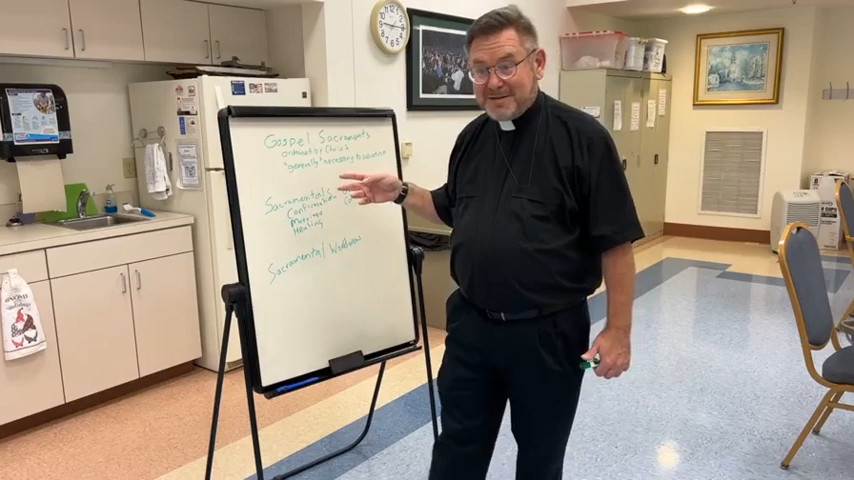 Gospel Sacraments
ordained by Christ
"generally" necessary to salvation
Sacramentals
Confirmation
Marriage
Healing
Sacramental Worldview